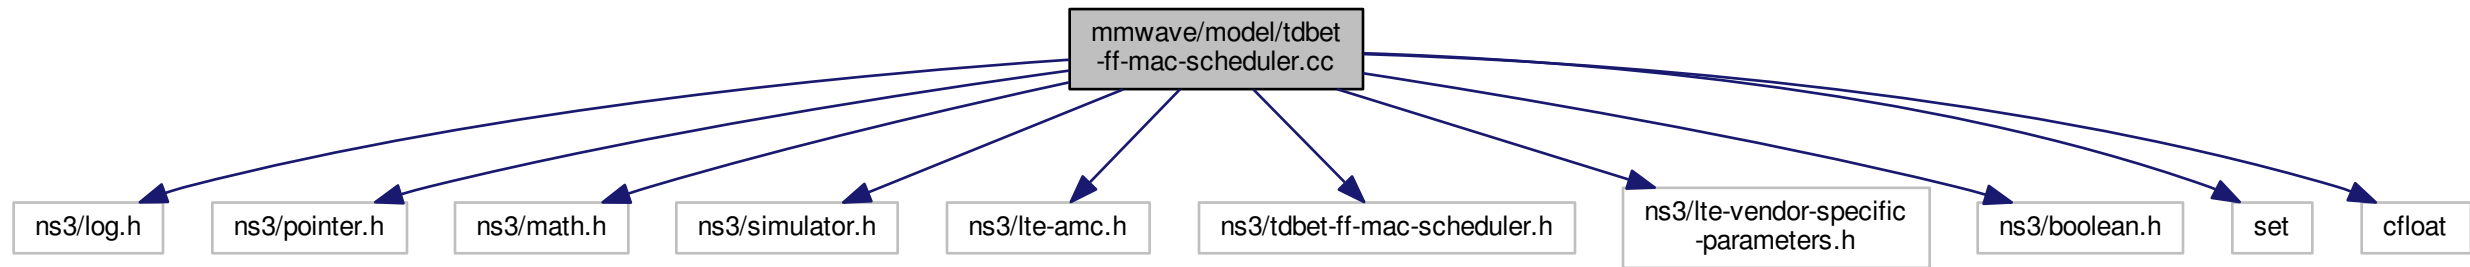 mmwave/model/tdbet
-ff-mac-scheduler.cc
ns3/log.h
ns3/pointer.h
ns3/math.h
ns3/simulator.h
ns3/lte-amc.h
ns3/tdbet-ff-mac-scheduler.h
ns3/lte-vendor-specific
-parameters.h
ns3/boolean.h
set
cfloat